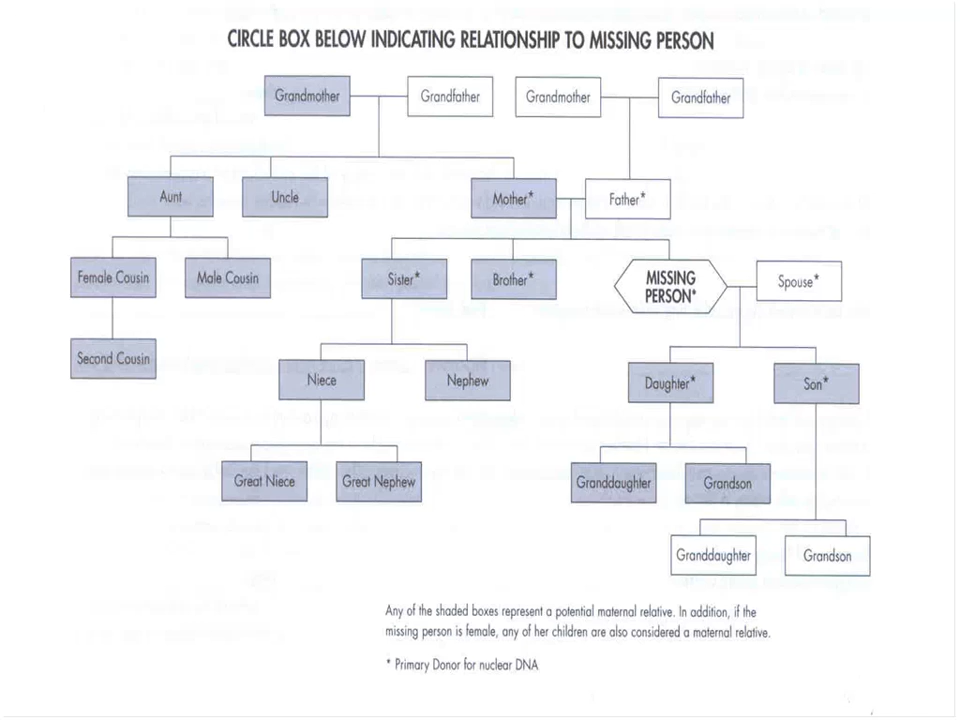 CIRCLE BOX BELOW INDICATING RELATIONSHIP TO MISSING PERSON
Grandmother Grandfather Grandmother Grandfather
Aunt Uncle Mother* Father*
Female Cousin Male Cousin Sister* Brother* MISSING PERSON* Spouse*
Second Cousin
Niece Nephew Daughter* Son*
Great Niece Great Nephew Granddaughter Grandson
Granddaughter Grandson
Any of the shaded boxes represent a potential maternal relative. In addition, if the
missing person is female, any of her children are also considered a maternal relative.
* Primary Donor for nuclear DNA